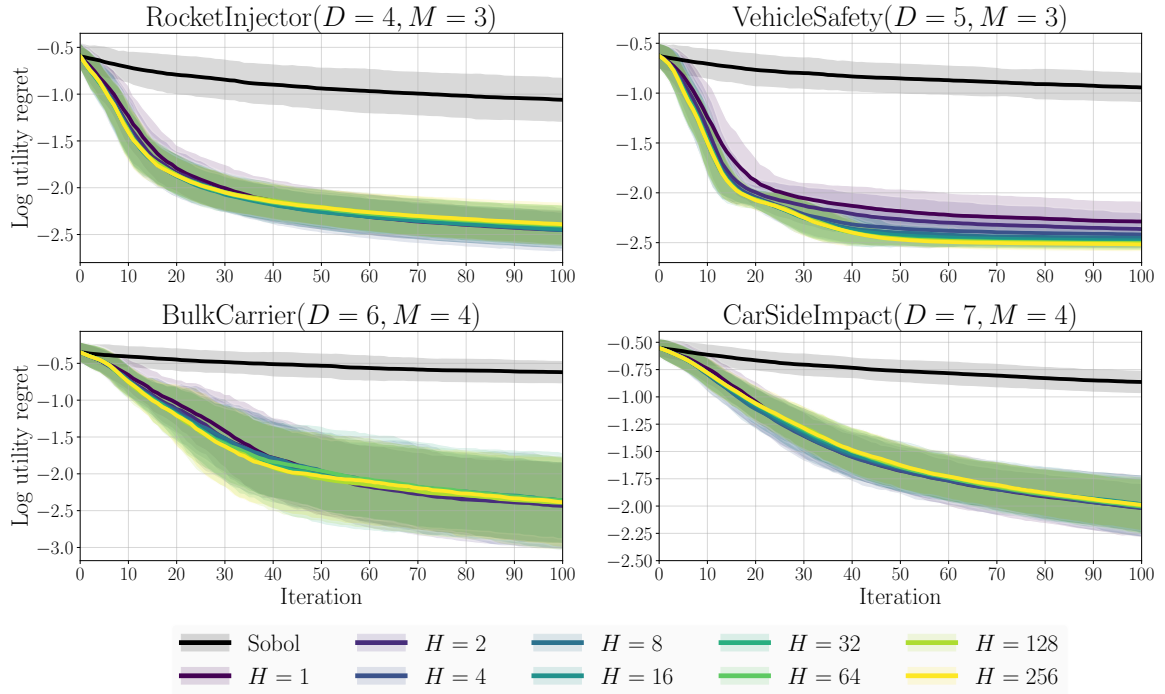 RocketInjector(D = 4, M = 3)
VehicleSafety(D = 5, M = 3)
Log utility regret
−0.5
−1.0
−1.5
−2.0
−2.5
0 10 20 30 40 50 60 70 80 90 100
−0.5
−1.0
−1.5
−2.0
−2.5
0 10 20 30 40 50 60 70 80 90 100
BulkCarrier(D = 6, M = 4)
CarSideImpact(D = 7, M = 4)
Log utility regret
−0.5
−1.0
−1.5
−2.0
−2.5
−3.0
0 10 20 30 40 50 60 70 80 90 100
Iteration
−0.50
−0.75
−1.00
−1.25
−1.50
−1.75
−2.00
−2.25
−2.50
0 10 20 30 40 50 60 70 80 90 100
Iteration
Sobol H = 2 H = 8 H = 32 H = 128
H = 1 H = 4 H = 16 H = 64 H = 256